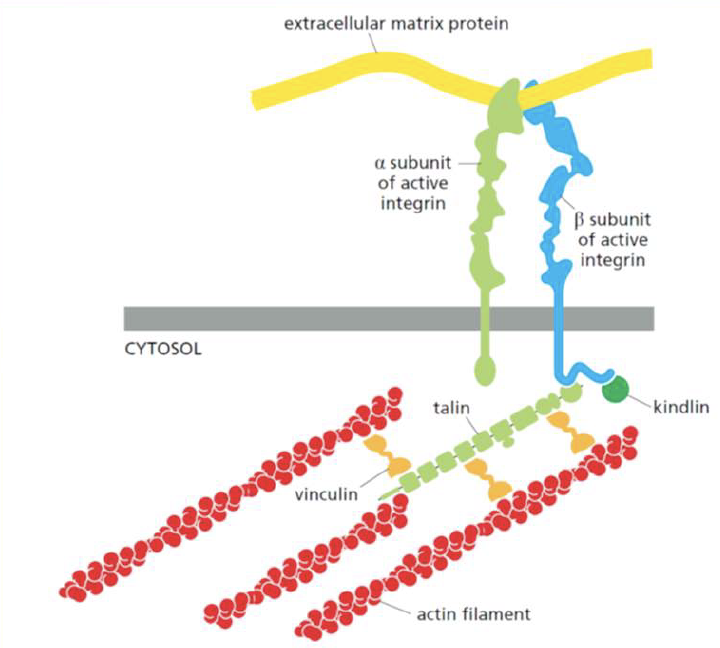 extracellular matrix protein
α subunit
of active
integrin
β subunit
of active
integrin
CYTOSOL
talin
kindlin
vinculin
actin filament